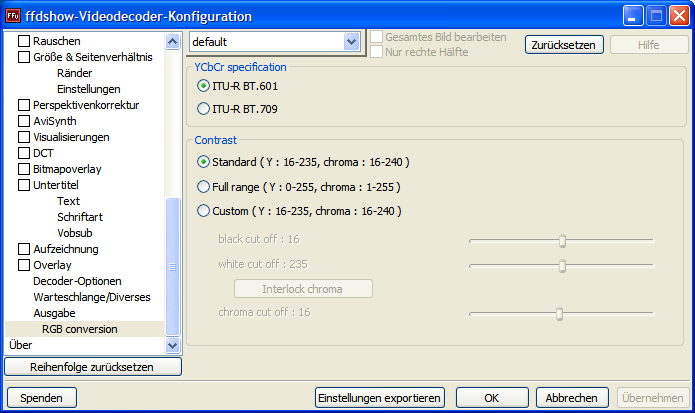 FFu ffdshow-Videodecoder-Konfiguration
Rauschen
Größe & Seitenverhältnis
Ränder
Einstellungen
Perspektivenkorrektur
AviSynth
Visualisierungen
DCT
Bitmapoverlay
Untertitel
Text
Schriftart
Vobsub
Aufzeichnung
Overlay
Decoder-Optionen
Warteschlange/Diverses
Ausgabe
RGB conversion
Über
Reihenfolge zurücksetzen
default
Gesamtes Bild bearbeiten
Nur rechte Hälfte
Zurücksetzen
Hilfe
YCbCr specification
ITU-R BT.601
ITU-R BT.709
Contrast
Standard ( Y : 16-235, chroma : 16-240 )
Full range ( Y : 0-255, chroma : 1-255 )
Custom ( Y : 16-235, chroma : 16-240 )
black cut off : 16
white cut off : 235
Interlock chroma
chroma cut off : 16
Spenden
Einstellungen exportieren
OK
Abbrechen
Übernehmen